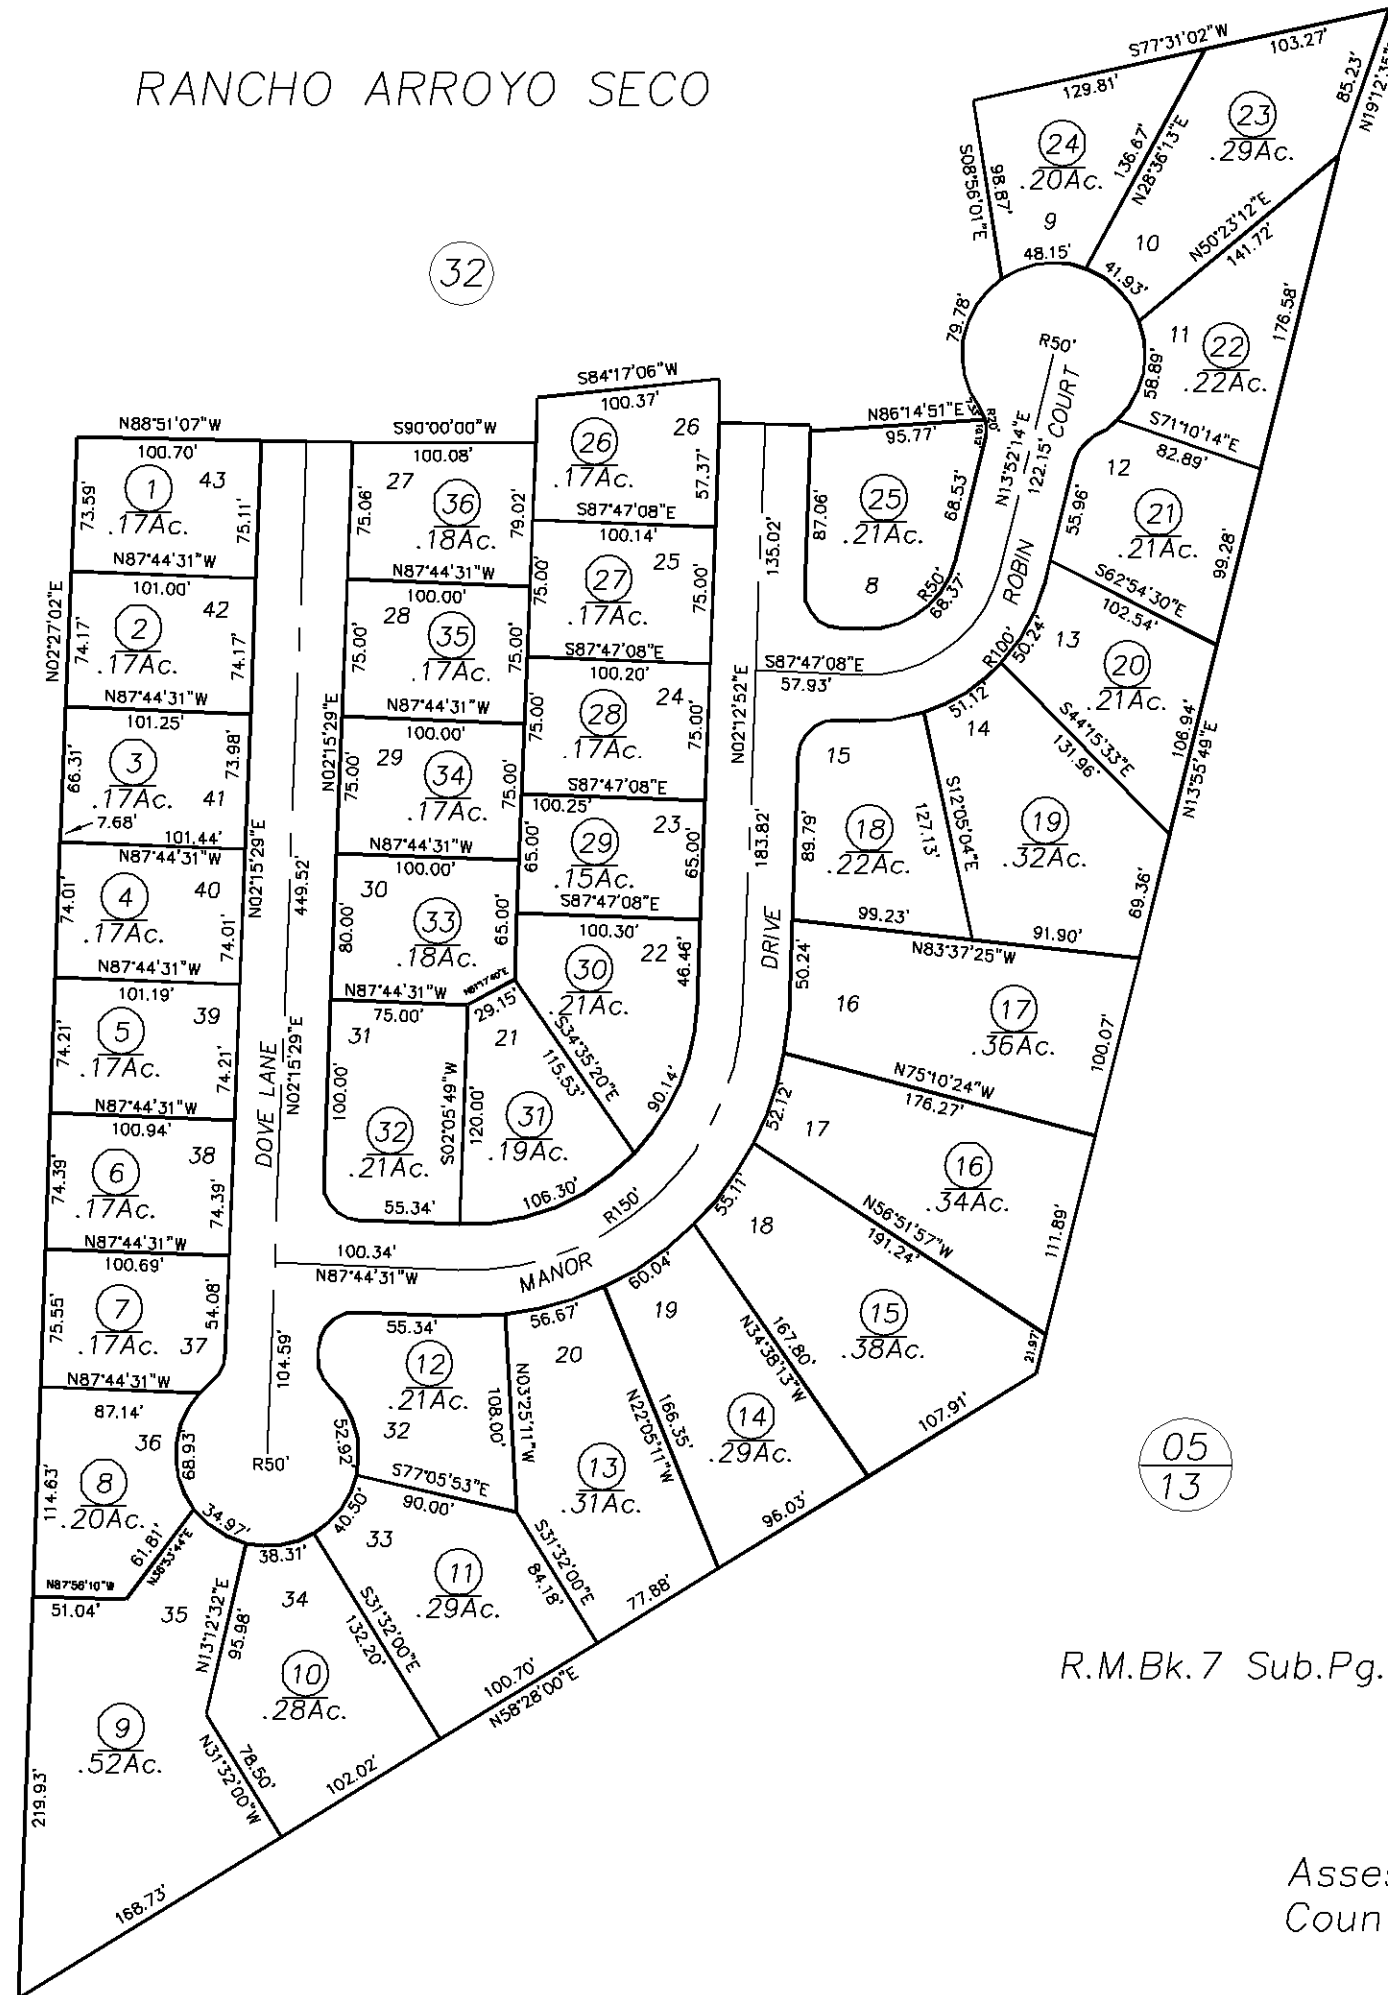 RANCHO ARROYO SECO
32
S77°31'02"W
129.81'
103.27'
85.23'
24
.20Ac.
9
S08°56'01"E
98.87'
136.67'
N28°36'13"E
23
.29Ac.
10
N50°23'12"E
141.72'
48.15'
41.93'
79.78'
R50'
11
22
.22Ac.
176.58'
58.89'
S71°10'14"E
82.89'
N86°14'51"E
95.77'
R20'
25
.21Ac.
8
87.06'
68.53'
R50'
68.37'
N13°52'14"E
122.15'
ROBIN COURT
12
21
.21Ac.
55.96'
99.28'
S62°54'30"E
102.54'
13
20
.21Ac.
R100'
50.24'
106.94'
N13°55'49"E
S87°47'08"E
57.93'
51.12'
S44°15'33"E
131.96'
14
19
.32Ac.
69.36'
S12°05'04"E
127.13'
15
18
.22Ac.
89.79'
99.23'
91.90'
N83°37'25"W
50.24'
16
17
.36Ac.
100.07'
N75°10'24"W
176.27'
52.12'
17
16
.34Ac.
111.89'
N56°51'57"W
191.24'
55.11'
18
15
.38Ac.
21.97'
107.91'
N34°38'13"W
167.80'
60.04'
19
14
.29Ac.
96.03'
N22°05'11"W
166.35'
56.67'
20
13
.31Ac.
77.88'
S84°17'06"W
100.37'
26
26
.17Ac.
57.37'
S87°47'08"E
100.14'
25
27
.17Ac.
75.00'
75.00'
S87°47'08"E
100.20'
24
28
.17Ac.
75.00'
75.00'
S87°47'08"E
100.25'
23
29
.15Ac.
65.00'
65.00'
S87°47'08"E
100.30'
22
30
.21Ac.
46.46'
90.14'
S34°35'20"E
115.53'
135.02'
N02°12'52"E
183.82'
MANOR DRIVE
R150'
S90°00'00"W
100.08'
27
36
.18Ac.
75.06'
79.02'
N87°44'31"W
100.00'
28
35
.17Ac.
75.00'
75.00'
N87°44'31"W
100.00'
29
34
.17Ac.
75.00'
75.00'
N02°15'29"E
N87°44'31"W
100.00'
30
33
.18Ac.
80.00'
65.00'
N87°44'31"W
75.00'
29.15'
31
32
.21Ac.
100.00'
55.34'
S02°05'49"W
120.00'
21
31
.19Ac.
106.30'
N88°51'07"W
100.70'
43
1
.17Ac.
73.59'
75.11'
N87°44'31"W
101.00'
42
2
.17Ac.
N02°27'02"E
74.17'
74.17'
N87°44'31"W
101.25'
3
.17Ac.
41
66.31'
73.98'
7.68'
101.44'
N87°44'31"W
40
4
.17Ac.
74.01'
74.01'
N02°15'29"E
449.52'
N87°44'31"W
101.19'
39
5
.17Ac.
74.21'
74.21'
DOVE LANE
N02°15'29"E
N87°44'31"W
100.94'
38
6
.17Ac.
74.39'
74.39'
N87°44'31"W
100.69'
7
.17Ac.
37
75.55'
54.08'
100.34'
N87°44'31"W
104.59'
R50'
N87°44'31"W
87.14'
36
8
.20Ac.
114.63'
68.93'
61.81'
N36°53'44"E
N87°56'10"W
51.04'
34.97'
38.31'
35
9
.52Ac.
219.93'
168.73'
N13°12'32"E
95.98'
N31°32'00"W
78.50'
34
10
.28Ac.
102.02'
S31°32'00"E
132.20'
40.50'
33
11
.29Ac.
100.70'
N58°28'00"E
S31°32'00"E
84.18'
S77°05'53"E
90.00'
52.92'
32
12
.21Ac.
55.34'
N03°25'11"W
108.00'
05
13
R.M.Bk.7 Sub.Pg.